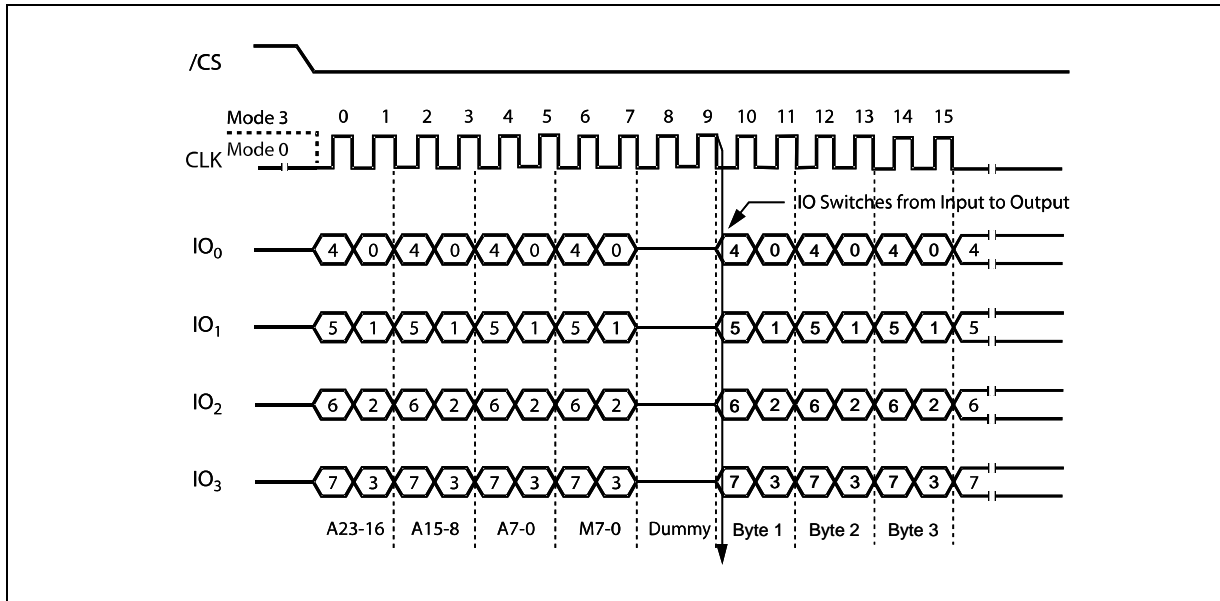 /CS
Mode 3
0 1 2 3 4 5 6 7 8 9 10 11 12 13 14 15
Mode 0
CLK
IO Switches from Input to Output
IO0 4 0 4 0 4 0 4 0 4 0 4 0 4 0 4
IO1 5 1 5 1 5 1 5 1 5 1 5 1 5 1 5
IO2 6 2 6 2 6 2 6 2 6 2 6 2 6 2 6
IO3 7 3 7 3 7 3 7 3 7 3 7 3 7 3 7
A23-16 A15-8 A7-0 M7-0 Dummy Byte 1 Byte 2 Byte 3